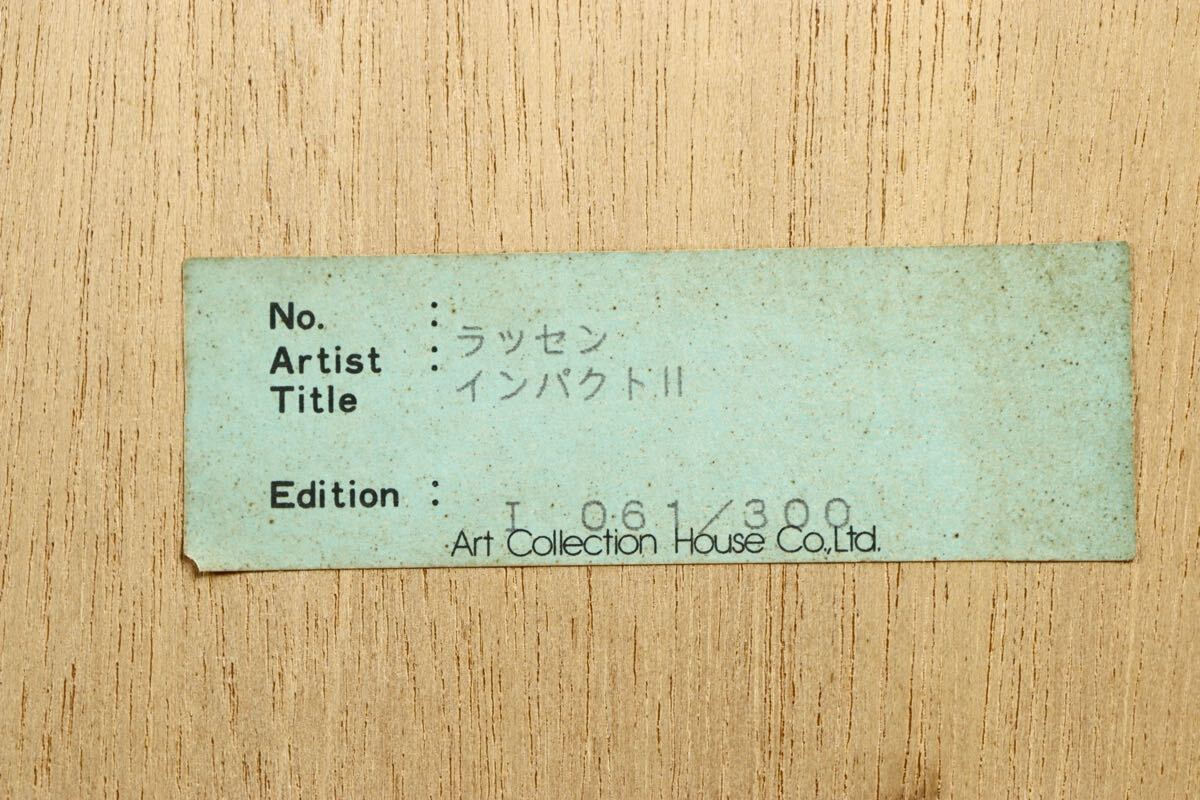 No. :
Artist : ラッセン
Title インパクトII
Edition : I 061/300
Art Collection House Co.,Ltd.